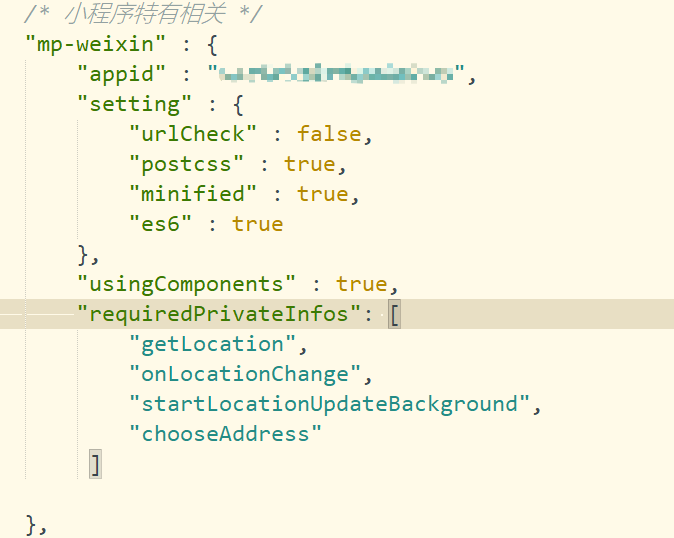 /* 小程序特有相关 */
"mp-weixin" : {
"appid" : "",
"setting" : {
"urlCheck" : false,
"postcss" : true,
"minified" : true,
"es6" : true
},
"usingComponents" : true,
"requiredPrivateInfos": [
"getLocation",
"onLocationChange",
"startLocationUpdateBackground",
"chooseAddress"
]
},